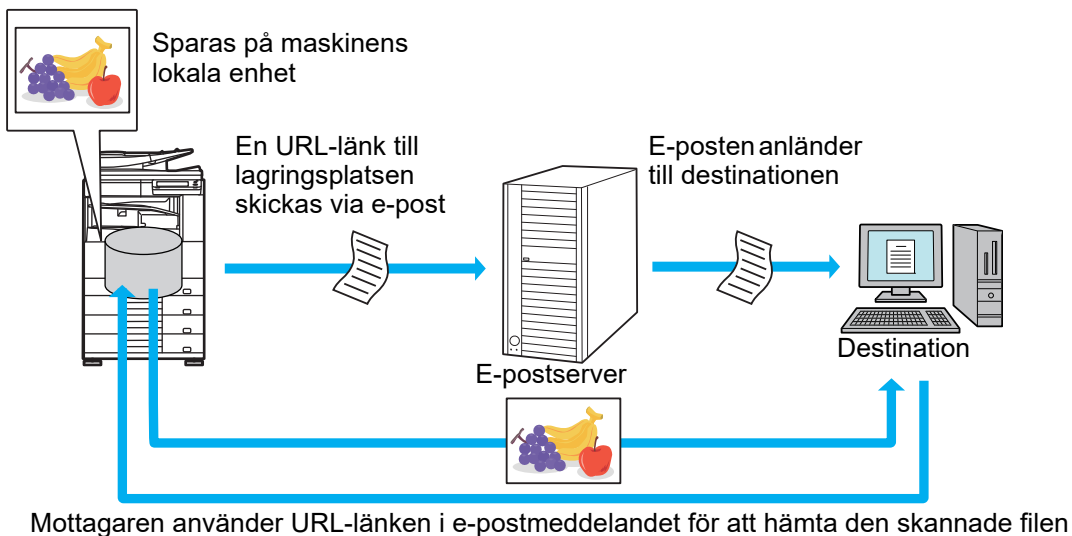 Sparas på maskinens
lokala enhet
En URL-länk till
lagringsplatsen
skickas via e-post
E-posten anländer
till destinationen
E-postserver
Destination
Mottagaren använder URL-länken i e-postmeddelandet för att hämta den skannade filen